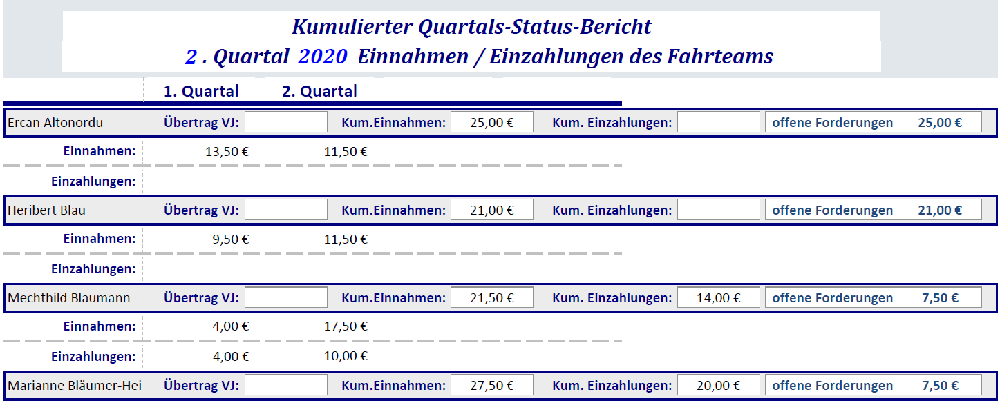 Kumulierter Quartals-Status-Bericht
2 . Quartal 2020 Einnahmen / Einzahlungen des Fahrteams
1. Quartal 2. Quartal
Ercan Altonordu Übertrag VJ: Kum.Einnahmen: 25,00 € Kum. Einzahlungen: offene Forderungen 25,00 €
Einnahmen: 13,50 € 11,50 €
Einzahlungen:
Heribert Blau Übertrag VJ: Kum.Einnahmen: 21,00 € Kum. Einzahlungen: offene Forderungen 21,00 €
Einnahmen: 9,50 € 11,50 €
Einzahlungen:
Mechthild Blaumann Übertrag VJ: Kum.Einnahmen: 21,50 € Kum. Einzahlungen: 14,00 € offene Forderungen 7,50 €
Einnahmen: 4,00 € 17,50 €
Einzahlungen: 4,00 € 10,00 €
Marianne Bläumer-Hei Übertrag VJ: Kum.Einnahmen: 27,50 € Kum. Einzahlungen: 20,00 € offene Forderungen 7,50 €